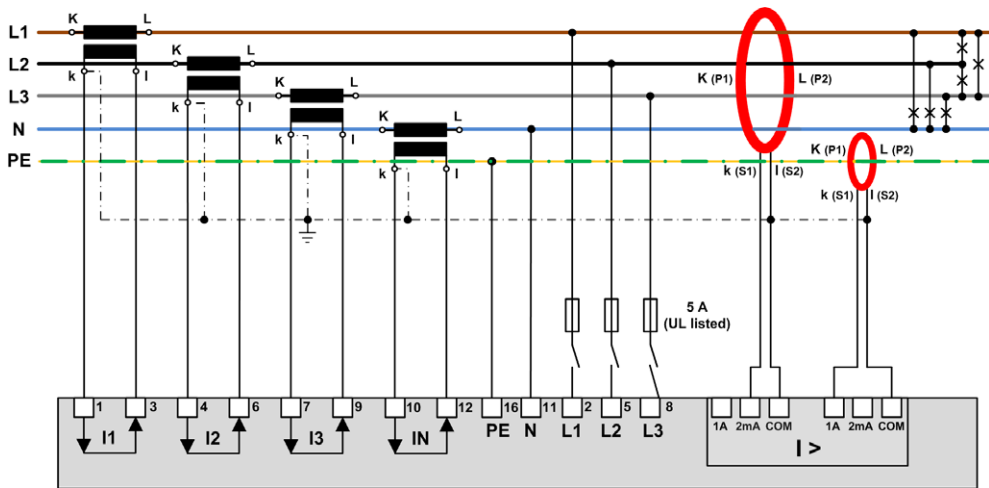 K L
L1
k l
K L
L2
k l
K L
L3
k l
K L
N
k l
PE
K (P1) L (P2)
k (S1) l (S2)
K (P1) L (P2)
k (S1) l (S2)
5 A
(UL listed)
1 3 4 6 7 9 10 12 16 11 2 5 8
I1 I2 I3 IN PE N L1 L2 L3
1A 2mA COM 1A 2mA COM
I >